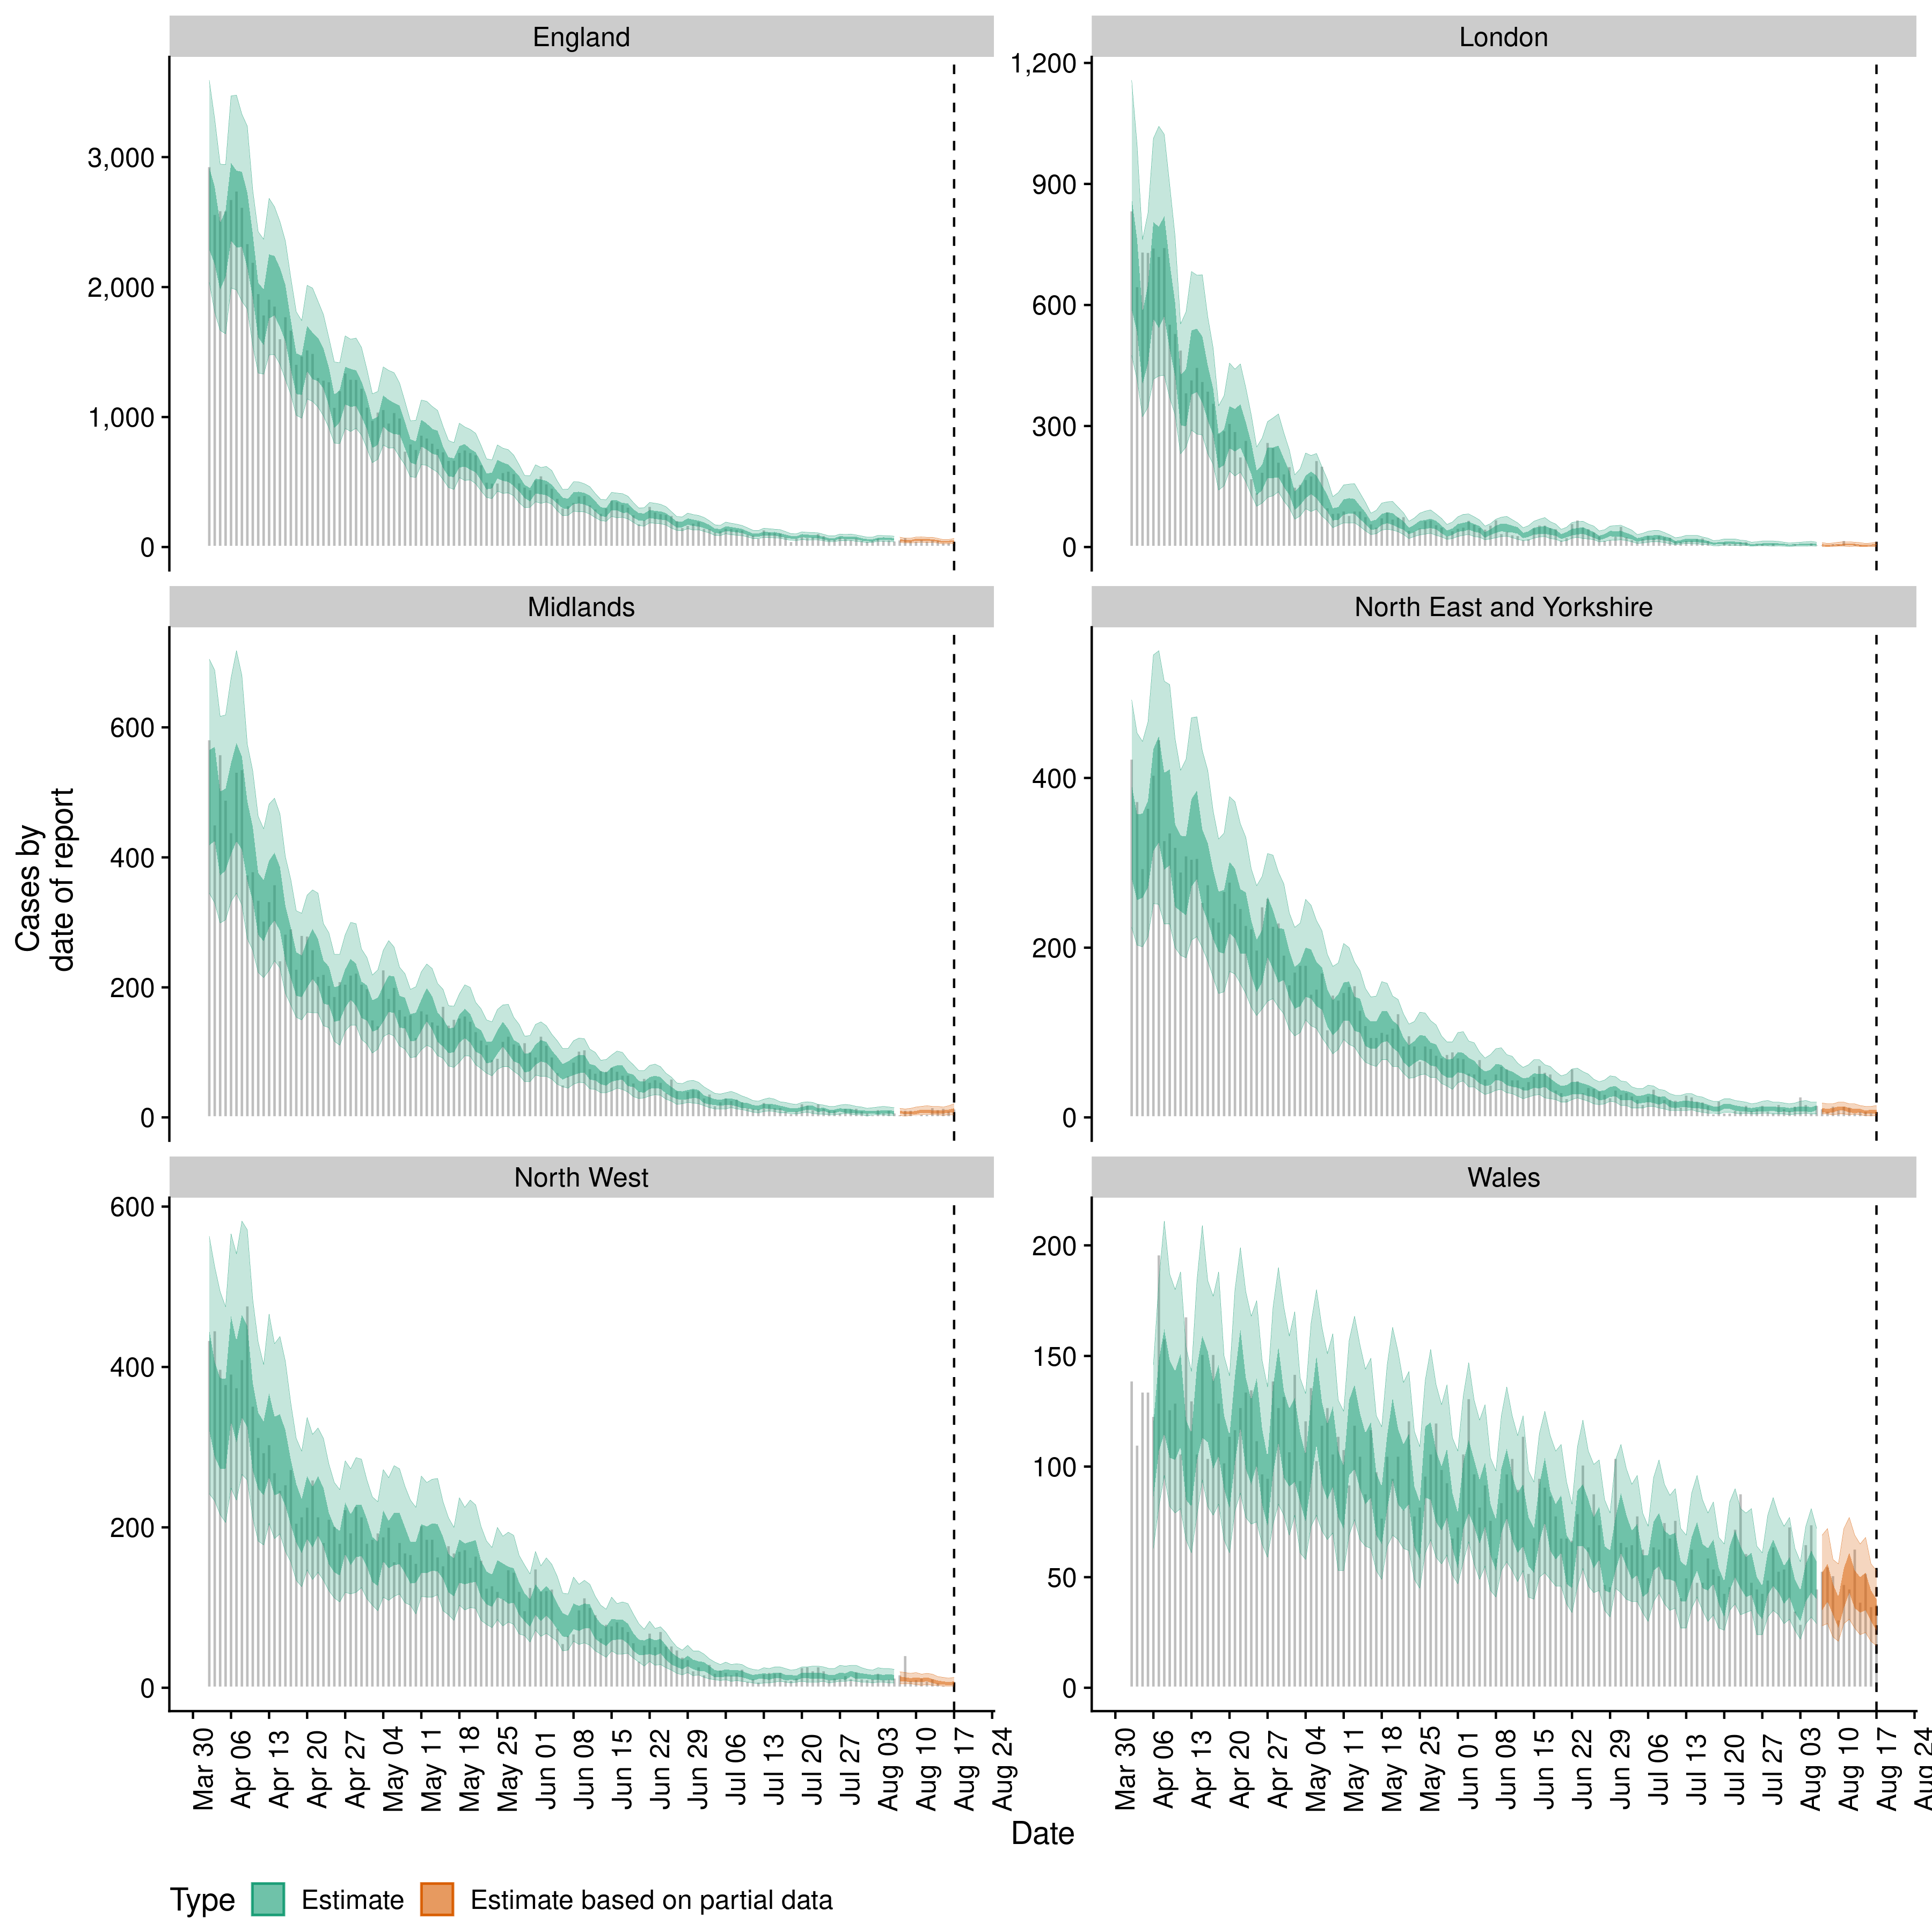 England
London
3,000
2,000
1,000
0
1,200
900
600
300
0
Midlands
North East and Yorkshire
600
400
200
0
400
200
0
North West
Wales
600
400
200
0
200
150
100
50
0
Cases by
date of report
Mar 30
Apr 06
Apr 13
Apr 20
Apr 27
May 04
May 11
May 18
May 25
Jun 01
Jun 08
Jun 15
Jun 22
Jun 29
Jul 06
Jul 13
Jul 20
Jul 27
Aug 03
Aug 10
Aug 17
Aug 24
Mar 30
Apr 06
Apr 13
Apr 20
Apr 27
May 04
May 11
May 18
May 25
Jun 01
Jun 08
Jun 15
Jun 22
Jun 29
Jul 06
Jul 13
Jul 20
Jul 27
Aug 03
Aug 10
Aug 17
Aug 24
Date
Type Estimate Estimate based on partial data